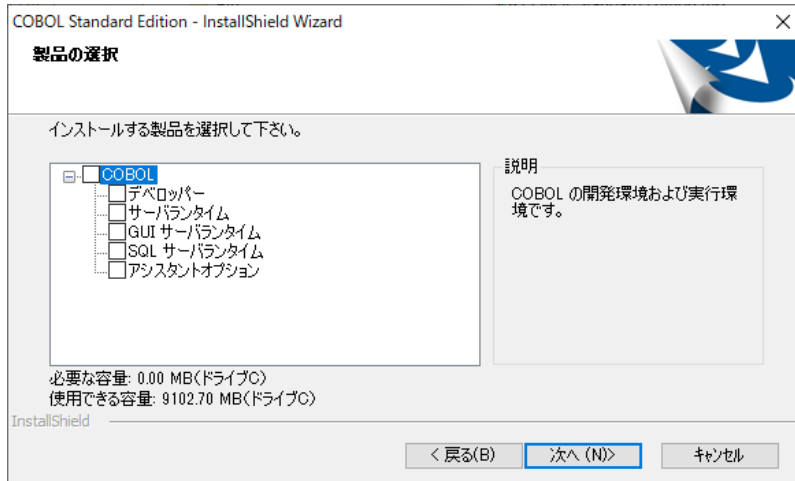 COBOL Standard Edition - InstallShield Wizard
製品の選択
インストールする製品を選択して下さい。
COBOL
デベロッパー
サーバランタイム
GUI サーバランタイム
SQL サーバランタイム
アシスタントオプション
説明
COBOL の開発環境および実行環
境です。
必要な容量: 0.00 MB(ドライブC)
使用できる容量: 9102.70 MB(ドライブC)
InstallShield
< 戻る(B)
次へ (N)>
キャンセル